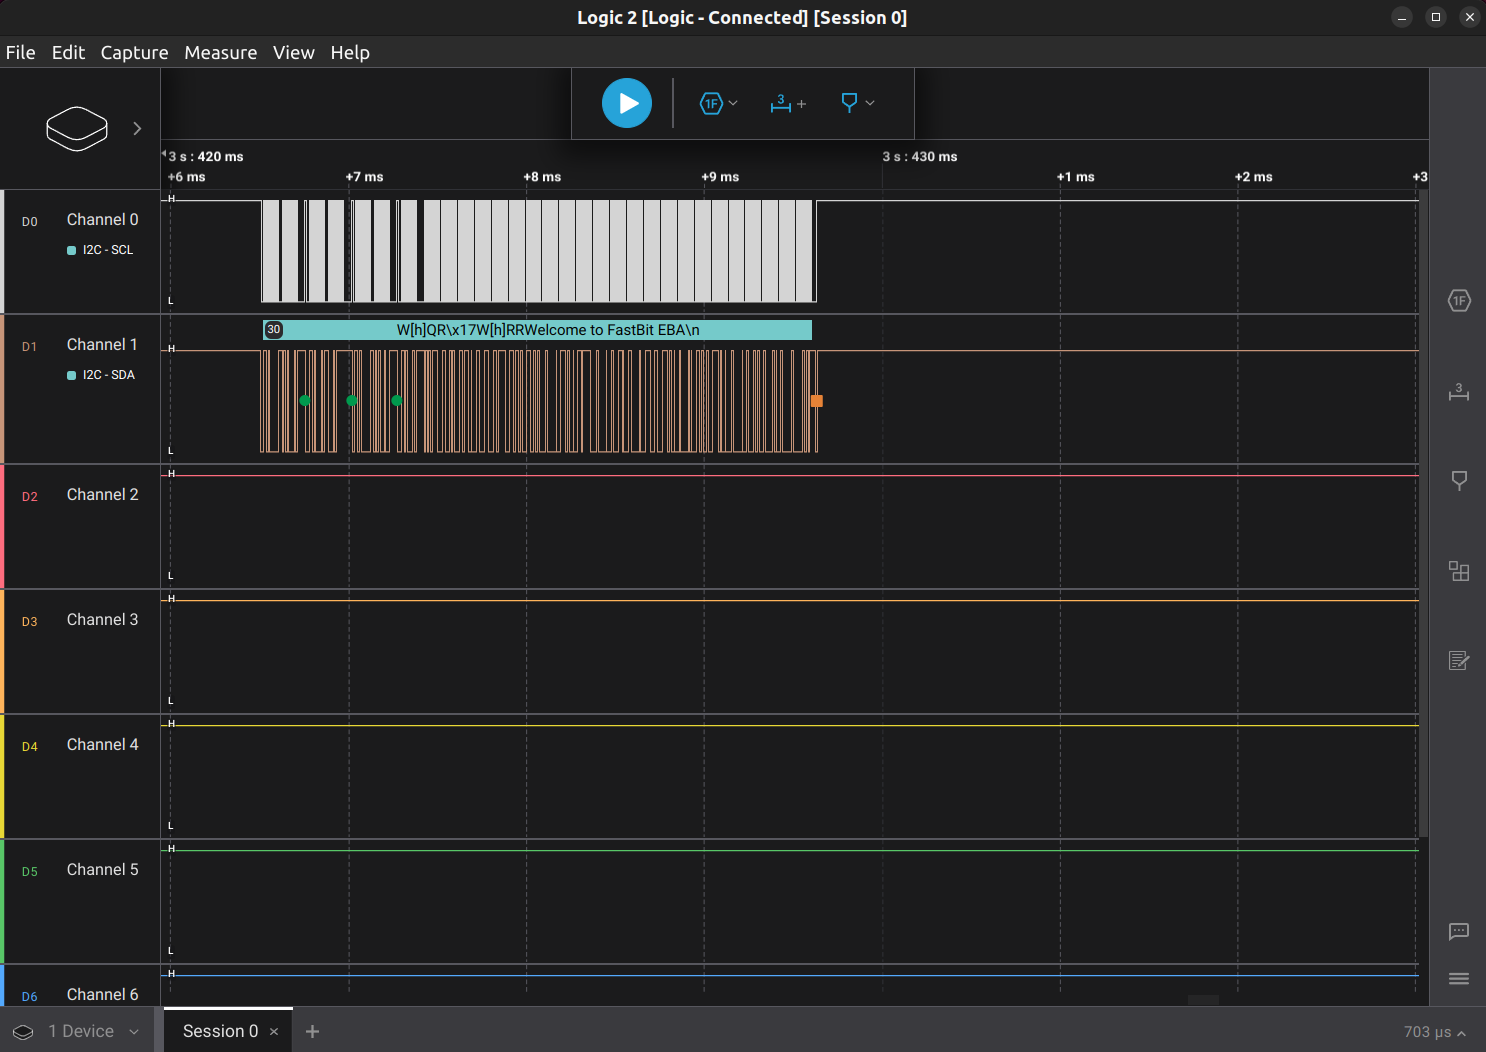 Logic 2 [Logic - Connected] [Session 0]
File Edit Capture Measure View Help
1F 3 +
3 s : 420 ms 3 s : 430 ms
+6 ms +7 ms +8 ms +9 ms +1 ms +2 ms +3
D0 Channel 0
I2C - SCL
H
L
D1 Channel 1
I2C - SDA
30 W[h]QR\x17W[h]RRWelcome to FastBit EBA\n
H
L
D2 Channel 2
H
L
D3 Channel 3
H
L
D4 Channel 4
H
L
D5 Channel 5
H
L
D6 Channel 6
H
1F
3
1 Device Session 0 × + 703 µs